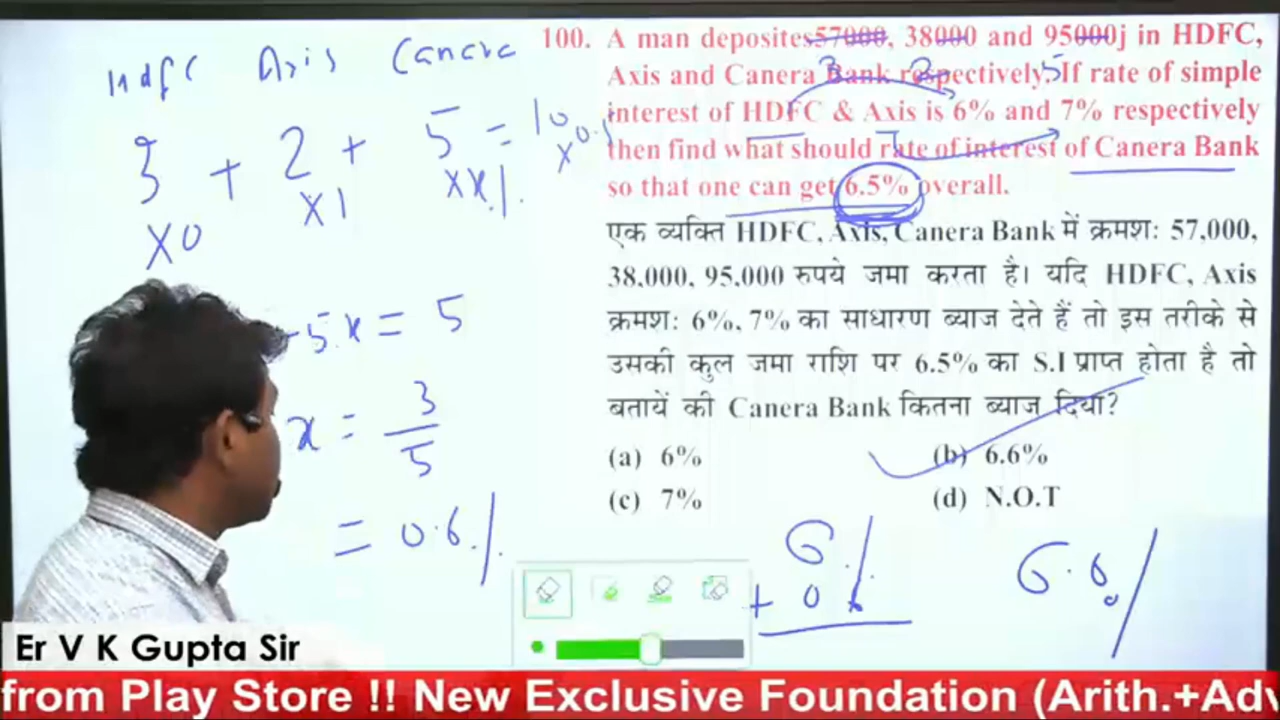 Hdfc Axis Canera
3 + 2 + 5 = 10
X0 X1 XX%
5x = 5
x = 3
5
= 0.6%
100. A man deposites57000, 38000 and 95000j in HDFC,
Axis and Canera Bank respectively. If rate of simple
interest of HDFC & Axis is 6% and 7% respectively
then find what should rate of interest of Canera Bank
so that one can get 6.5% overall.
3 2 5
एक व्यक्ति HDFC, Axis, Canera Bank में क्रमश: 57,000,
38,000, 95,000 रुपये जमा करता है। यदि HDFC, Axis
क्रमश: 6%, 7% का साधारण ब्याज देते हैं तो इस तरीके से
उसकी कुल जमा राशि पर 6.5% का S.I प्राप्त होता है तो
बतायें की Canera Bank कितना ब्याज दिया?
(a) 6% (b) 6.6%
(c) 7% (d) N.O.T
6%
+ 0
6.6%
Er V K Gupta Sir
from Play Store !! New Exclusive Foundation (Arith.+Adv